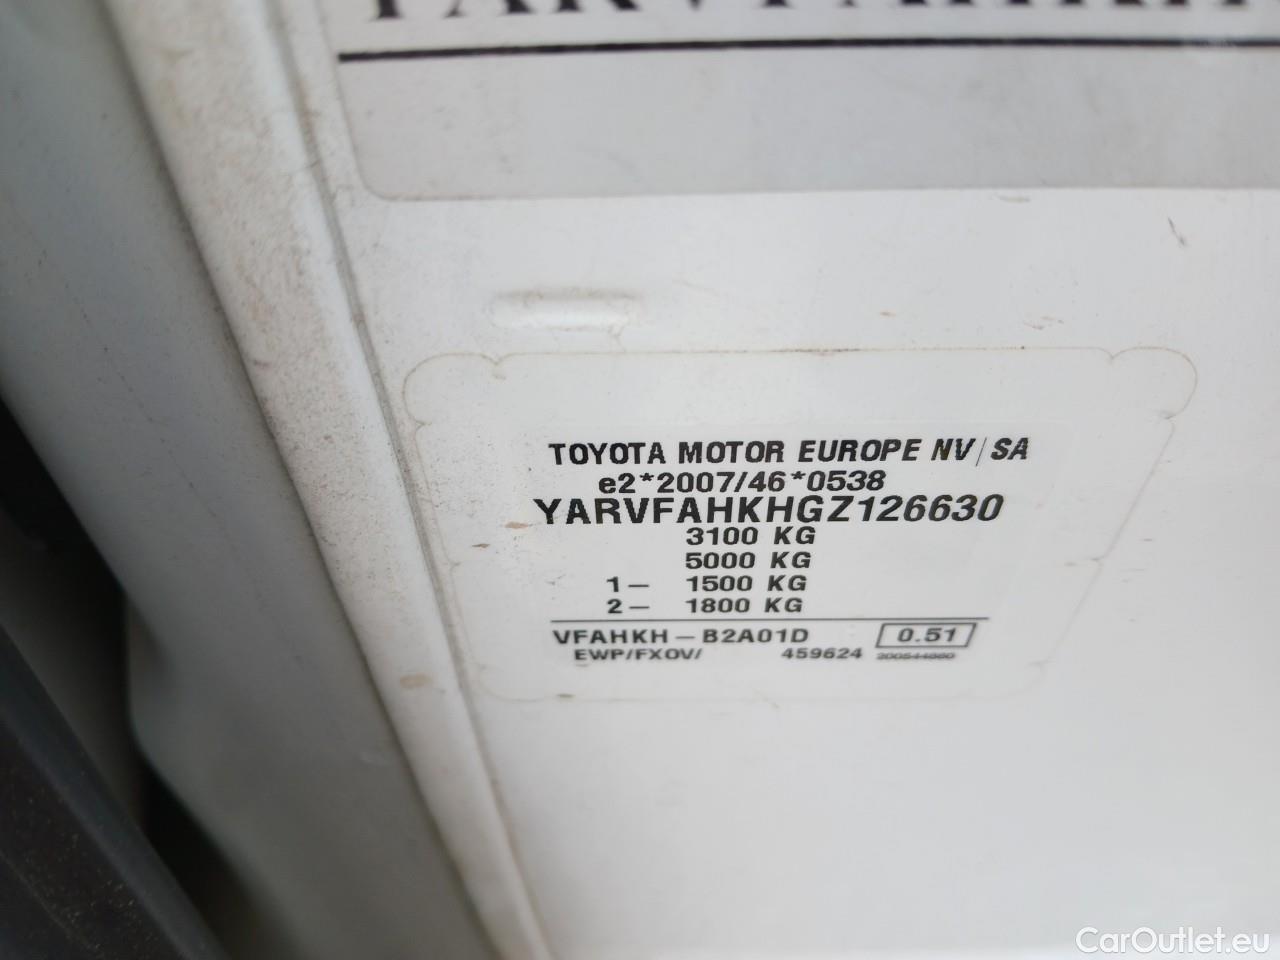 TOYOTA MOTOR EUROPE NV/SA
e2*2007/46*0538
YARVFAHKHGZ126630
3100 KG
5000 KG
1- 1500 KG
2- 1800 KG
VFAHKH-B2A01D 0.51
EWP/FXOV/ 459624
CarOutlet.eu